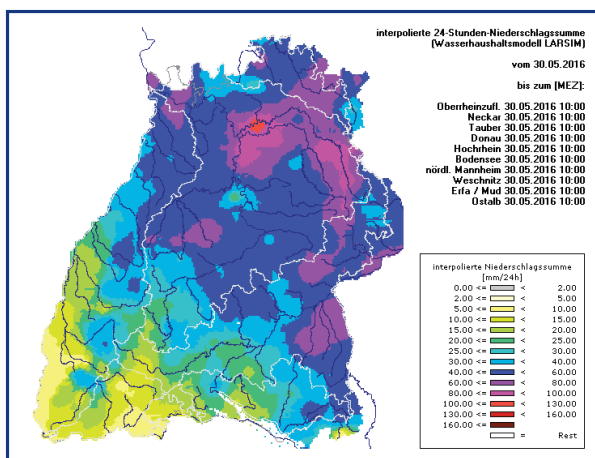 interpolierte 24-Stunden-Niederschlagssumme
(Wasserhaushaltsmodell LARSIM)
vom 30.05.2016
bis zum [MEZ]:
Oberrheinzufl. 30.05.2016 10:00
Neckar 30.05.2016 10:00
Tauber 30.05.2016 10:00
Donau 30.05.2016 10:00
Hochrhein 30.05.2016 10:00
Bodensee 30.05.2016 10:00
nördl. Mannheim 30.05.2016 10:00
Weschnitz 30.05.2016 10:00
Erfa / Mud 30.05.2016 10:00
Ostalb 30.05.2016 10:00
interpolierte Niederschlagssumme
[mm/24h]
0.00 <= < 2.00
2.00 <= < 5.00
5.00 <= < 10.00
10.00 <= < 15.00
15.00 <= < 20.00
20.00 <= < 25.00
25.00 <= < 30.00
30.00 <= < 40.00
40.00 <= < 60.00
60.00 <= < 80.00
80.00 <= < 100.00
100.00 <= < 130.00
130.00 <= < 160.00
160.00 <=
= Rest